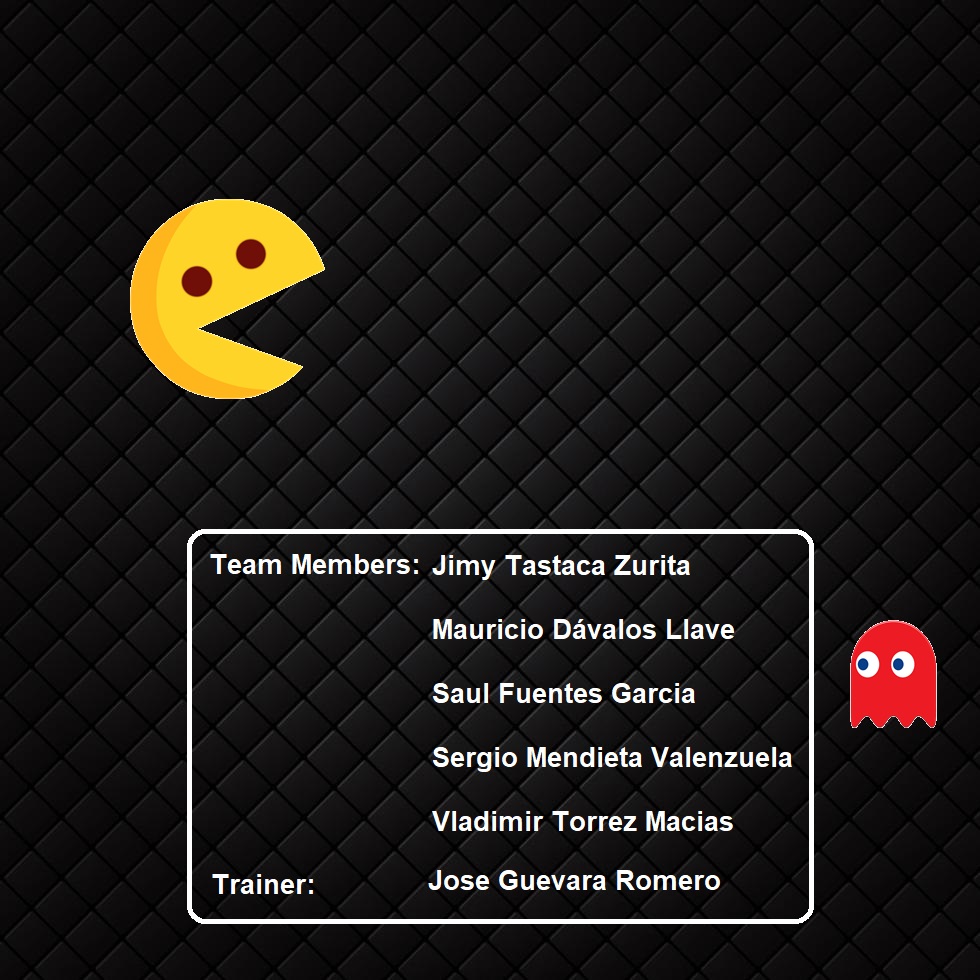 Team Members: Jimy Tastaca Zurita
Mauricio Dávalos Llave
Saul Fuentes Garcia
Sergio Mendieta Valenzuela
Vladimir Torrez Macias
Trainer: Jose Guevara Romero